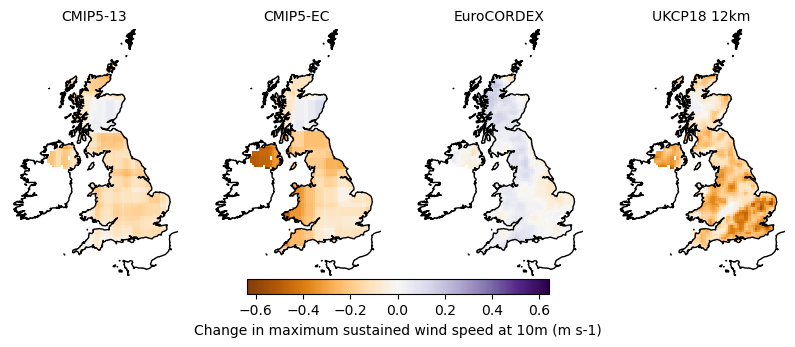 CMIP5-13 CMIP5-EC EuroCORDEX UKCP18 12km
−0.6 −0.4 −0.2 0.0 0.2 0.4 0.6
Change in maximum sustained wind speed at 10m (m s-1)